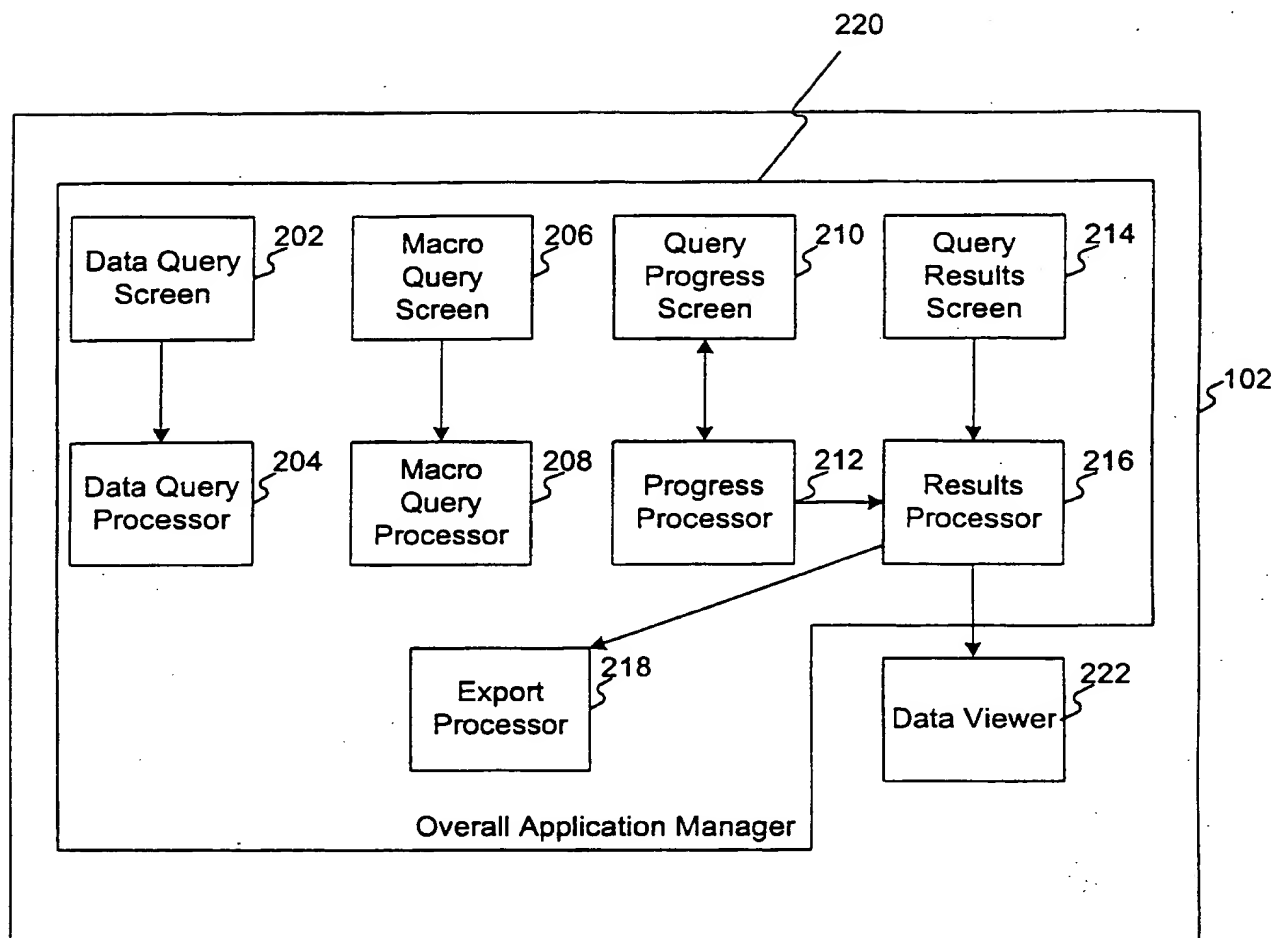 220
Data Query
Screen
202
Macro
Query
Screen
206
Query
Progress
Screen
210
Query
Results
Screen
214
102
Data Query
Processor
204
Macro
Query
Processor
208
Progress
Processor
212
Results
Processor
216
Export
Processor
218
Data Viewer
222
Overall Application Manager